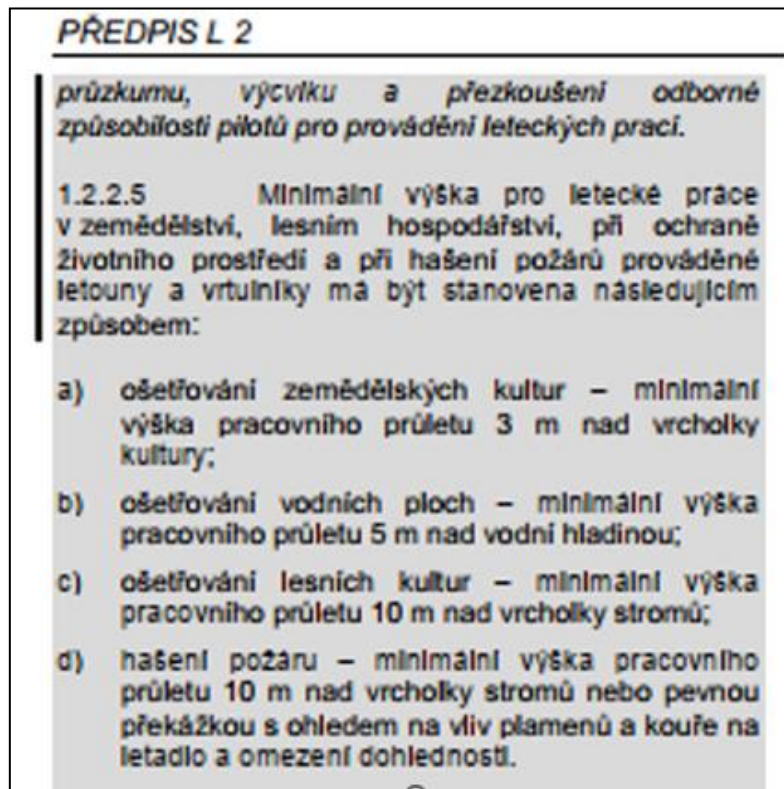 PŘEDPIS L 2
průzkumu, výcviku a přezkoušení odborné
způsobilosti pilotů pro provádění leteckých prací.
1.2.2.5 Minimální výška pro letecké práce
v zemědělství, lesním hospodářství, při ochraně
životního prostředí a při hašení požárů prováděné
letouny a vrtulníky má být stanovena následujícím
způsobem:
a) ošetřování zemědělských kultur – minimální
výška pracovního průletu 3 m nad vrcholky
kultury;
b) ošetřování vodních ploch – minimální výška
pracovního průletu 5 m nad vodní hladinou;
c) ošetřování lesních kultur – minimální výška
pracovního průletu 10 m nad vrcholky stromů;
d) hašení požáru – minimální výška pracovního
průletu 10 m nad vrcholky stromů nebo pevnou
překážkou s ohledem na vliv plamenů a kouře na
letadlo a omezení dohlednosti.